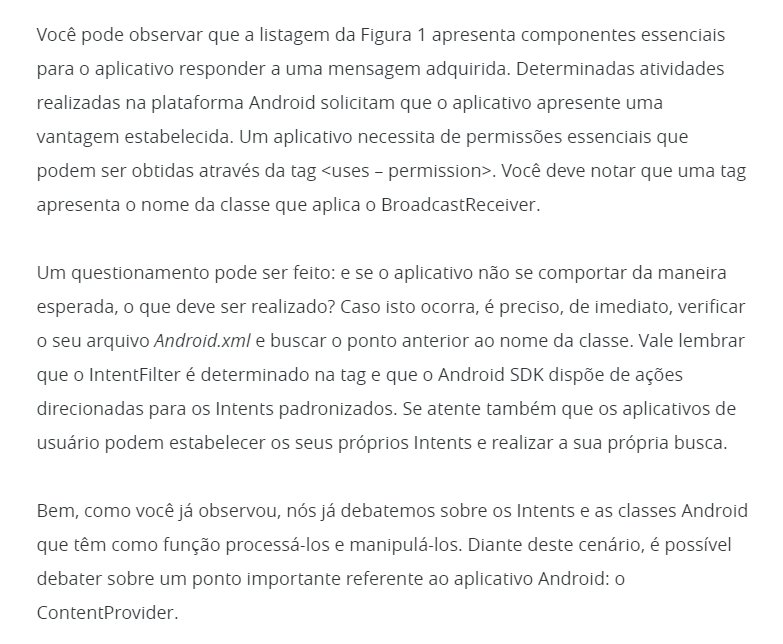 Você pode observar que a listagem da Figura 1 apresenta componentes essenciais
para o aplicativo responder a uma mensagem adquirida. Determinadas atividades
realizadas na plataforma Android solicitam que o aplicativo apresente uma
vantagem estabelecida. Um aplicativo necessita de permissões essenciais que
podem ser obtidas através da tag <uses – permission>. Você deve notar que uma tag
apresenta o nome da classe que aplica o BroadcastReceiver.
Um questionamento pode ser feito: e se o aplicativo não se comportar da maneira
esperada, o que deve ser realizado? Caso isto ocorra, é preciso, de imediato, verificar
o seu arquivo Android.xml e buscar o ponto anterior ao nome da classe. Vale lembrar
que o IntentFilter é determinado na tag e que o Android SDK dispõe de ações
direcionadas para os Intents padronizados. Se atente também que os aplicativos de
usuário podem estabelecer os seus próprios Intents e realizar a sua própria busca.
Bem, como você já observou, nós já debatemos sobre os Intents e as classes Android
que têm como função processá-los e manipulá-los. Diante deste cenário, é possível
debater sobre um ponto importante referente ao aplicativo Android: o
ContentProvider.